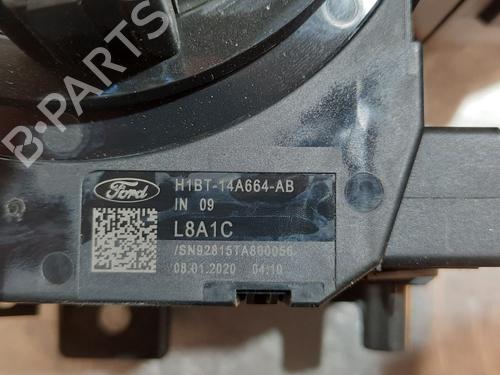 B-PARTS
Ford
H1BT-14A664-AB
IN 09
L8A1C
/SN92815TA800056
08.01.2020 04:10